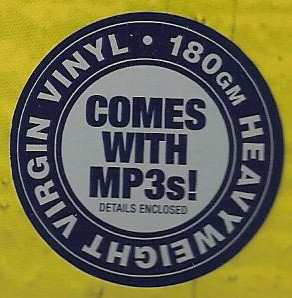 180GM HEAVYWEIGHT VIRGIN VINYL •
COMES
WITH
MP3s!
DETAILS ENCLOSED